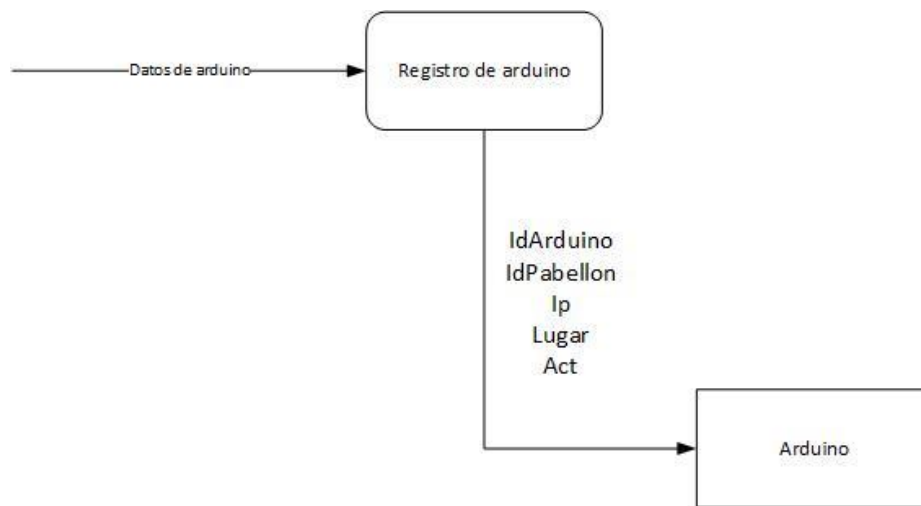 Datos de arduino
Registro de arduino
IdArduino
IdPabellon
Ip
Lugar
Act
Arduino